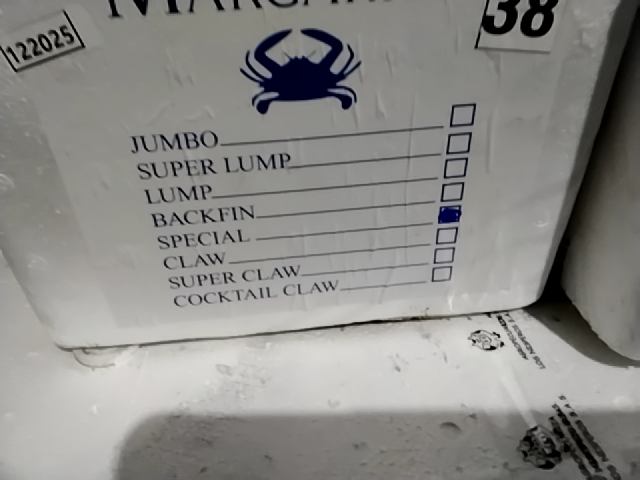 122025
38
JUMBO
SUPER LUMP
LUMP
BACKFIN
SPECIAL
CLAW
SUPER CLAW
COCKTAIL CLAW